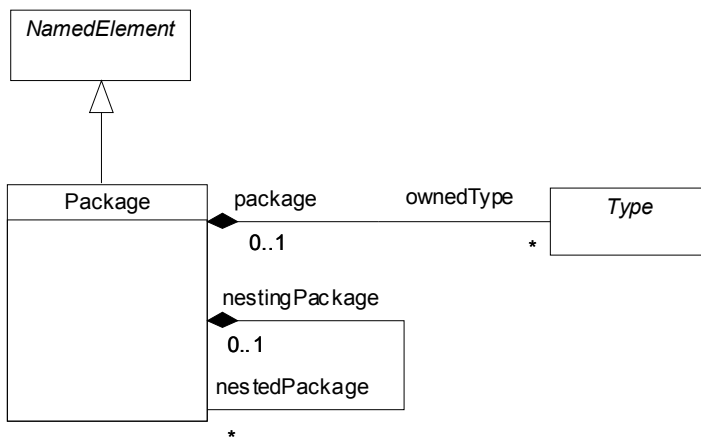 NamedElement
Package
package
ownedType
Type
0..1
*
nestingPackage
0..1
nestedPackage
*